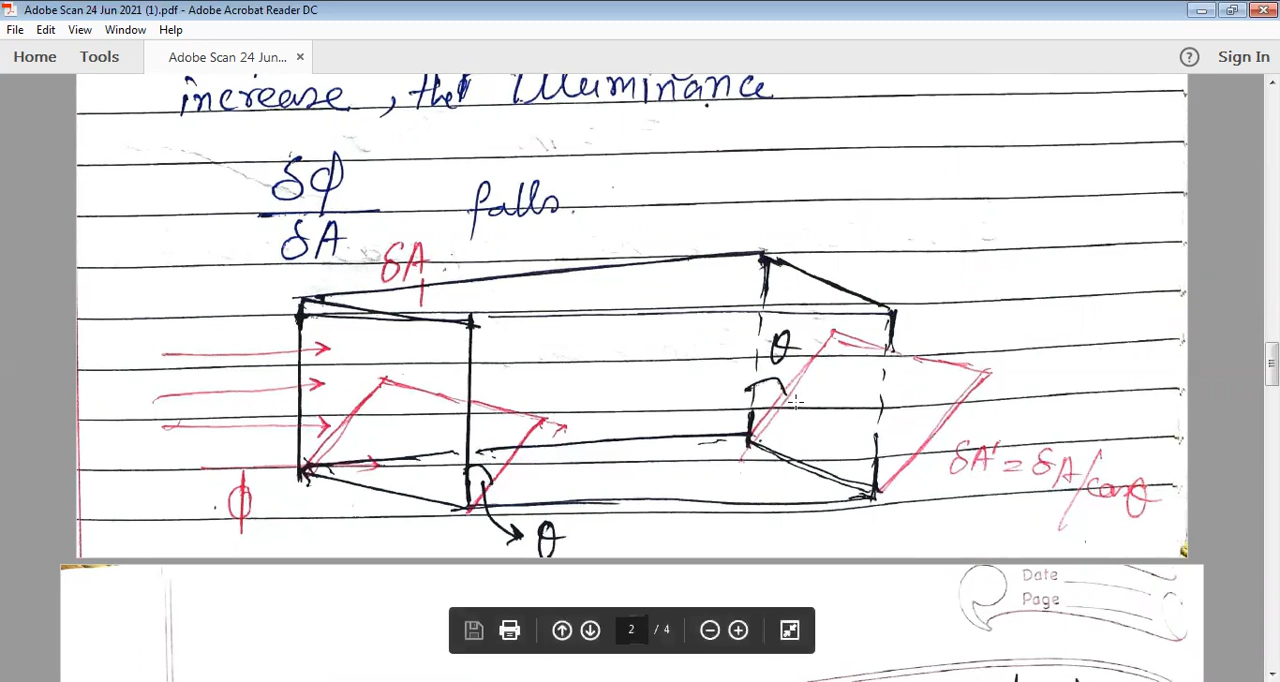 Adobe Scan 24 Jun 2021 (1).pdf - Adobe Acrobat Reader DC
File Edit View Window Help
Home Tools Adobe Scan 24 Jun... × ? Sign In
increase, the Illuminance
δϕ
δA
falls.
δA
θ
δA' = δA/cosθ
ϕ
θ
Date
Page
2 / 4